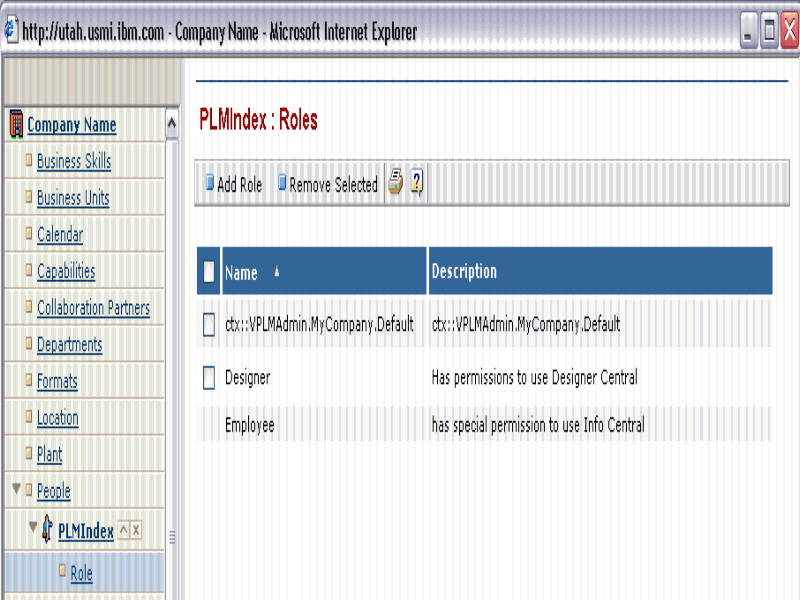 http://utah.usmi.ibm.com - Company Name - Microsoft Internet Explorer
Company Name
Business Skills
Business Units
Calendar
Capabilities
Collaboration Partners
Departments
Formats
Location
Plant
People
PLMIndex
Role
PLMIndex : Roles
Add Role Remove Selected
Name Description
ctx::VPLMAdmin.MyCompany.Default ctx::VPLMAdmin.MyCompany.Default
Designer Has permissions to use Designer Central
Employee has special permission to use Info Central